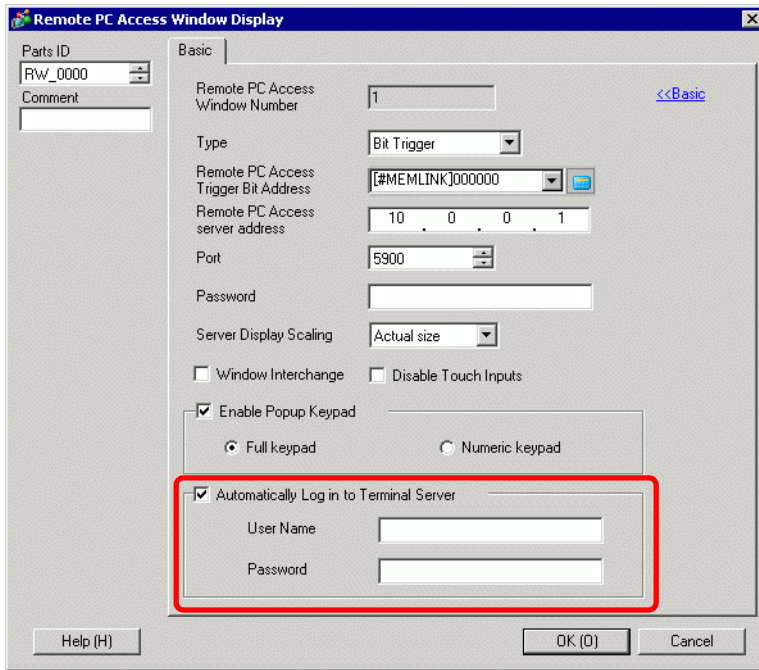 Remote PC Access Window Display
Parts ID
RW_0000
Comment
Basic
Remote PC Access
Window Number
1
<<Basic
Type
Bit Trigger
Remote PC Access
Trigger Bit Address
[#MEMLINK]000000
Remote PC Access
server address
10 . 0 . 0 . 1
Port
5900
Password
Server Display Scaling
Actual size
Window Interchange
Disable Touch Inputs
Enable Popup Keypad
Full keypad
Numeric keypad
Automatically Log in to Terminal Server
User Name
Password
Help (H)
OK (O)
Cancel